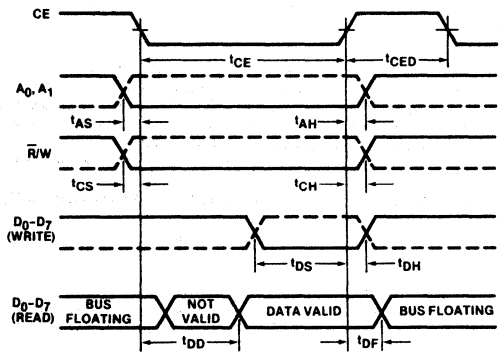 CE
tCE
tCED
A0, A1
tAS
tAH
R̅/W
tCS
tCH
D0-D7
(WRITE)
tDS
tDH
D0-D7
(READ)
BUS
FLOATING
NOT
VALID
DATA VALID
BUS FLOATING
tDD
tDF